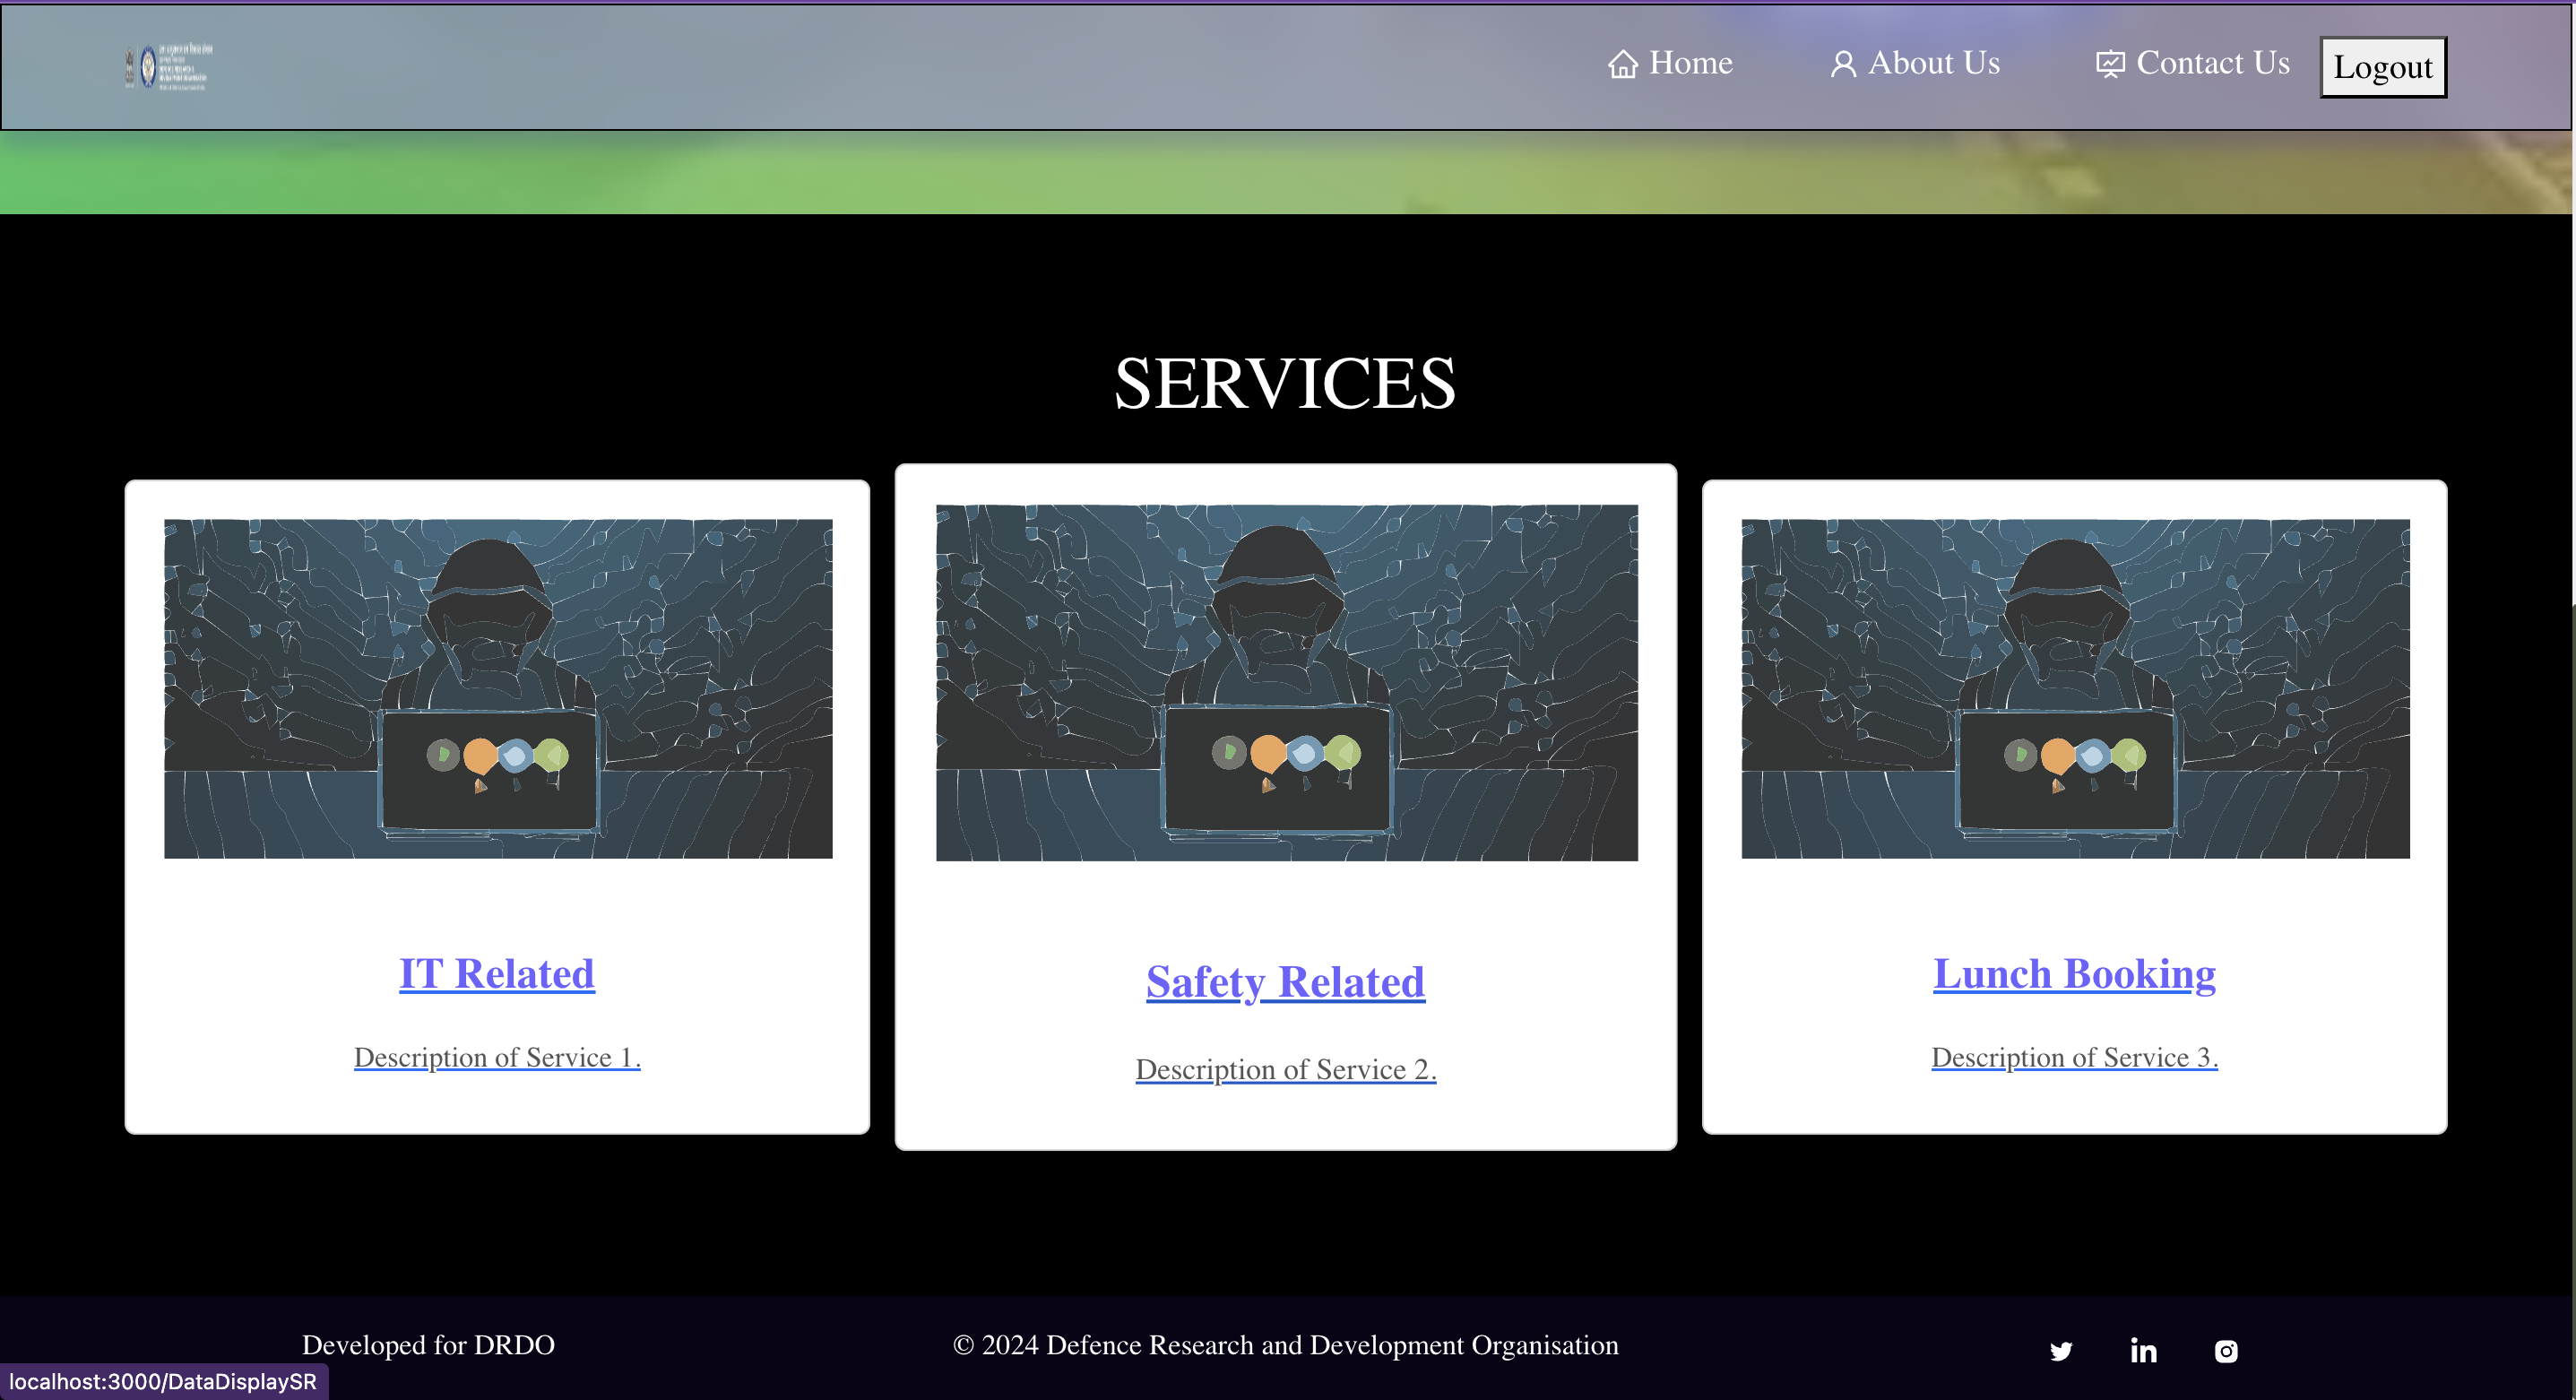 Home
About Us
Contact Us
Logout
SERVICES
IT Related
Safety Related
Lunch Booking
Description of Service 1.
Description of Service 2.
Description of Service 3.
Developed for DRDO
© 2024 Defence Research and Development Organisation
in
localhost:3000/DataDisplaySR